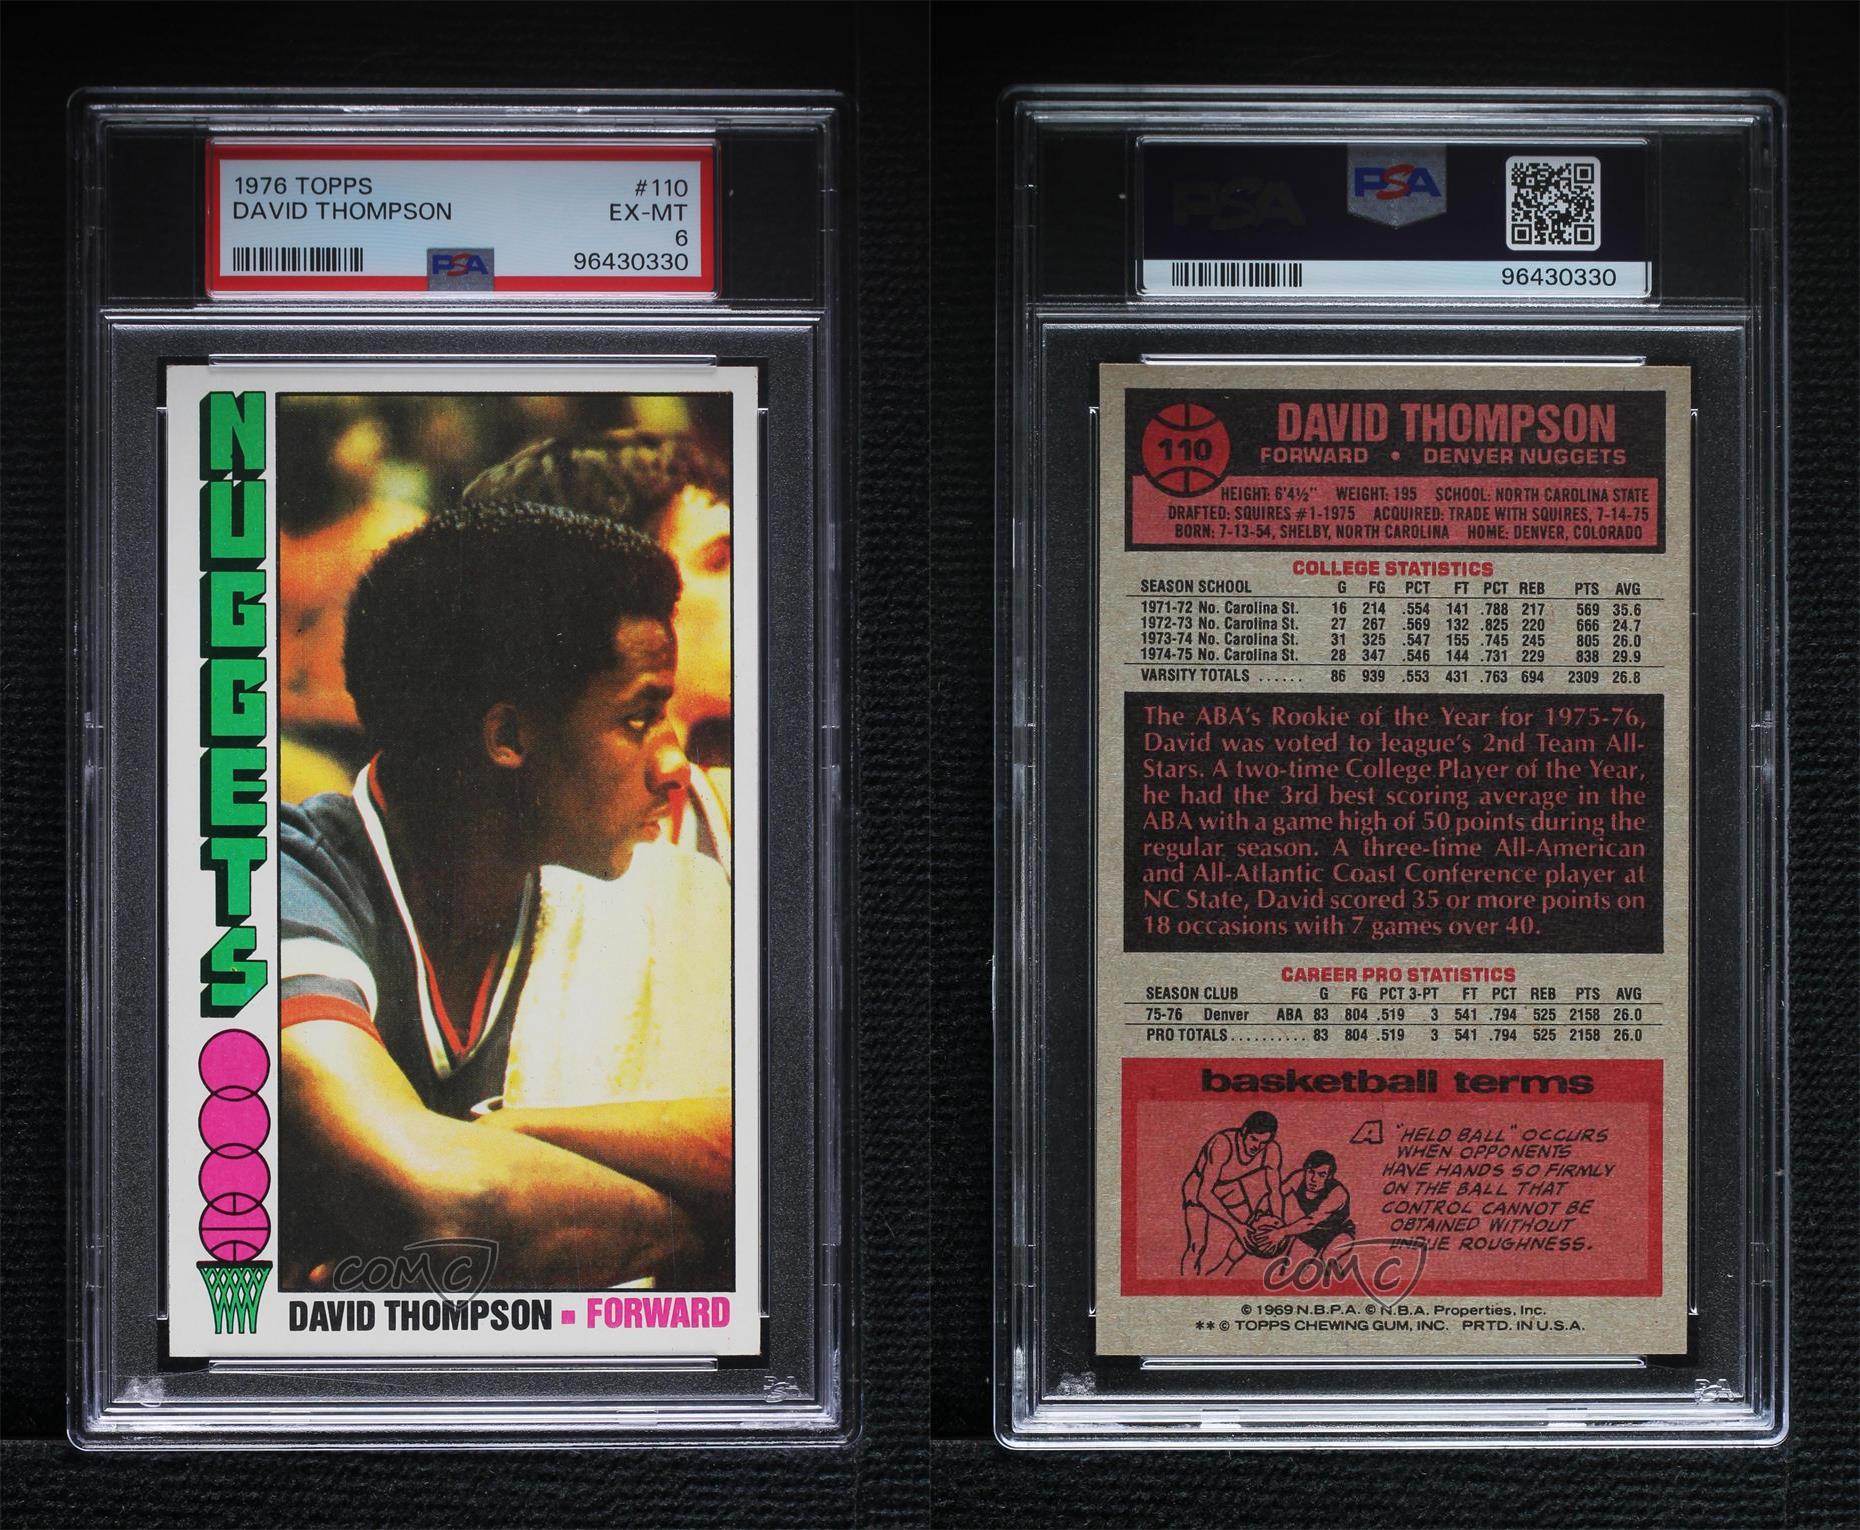 1976 TOPPS #110
DAVID THOMPSON EX-MT
6
PSA 96430330
NUGGETS
DAVID THOMPSON ▪ FORWARD
COMC
PSA
PSA PSA
96430330
110
DAVID THOMPSON
FORWARD • DENVER NUGGETS
HEIGHT: 6'4½" WEIGHT: 195 SCHOOL: NORTH CAROLINA STATE
DRAFTED: SQUIRES #1-1975 ACQUIRED: TRADE WITH SQUIRES, 7-14-75
BORN: 7-13-54, SHELBY, NORTH CAROLINA HOME: DENVER, COLORADO
COLLEGE STATISTICS
SEASON SCHOOL G FG PCT FT PCT REB PTS AVG
1971-72 No. Carolina St. 16 214 .554 141 .788 217 569 35.6
1972-73 No. Carolina St. 27 267 .569 132 .825 220 666 24.7
1973-74 No. Carolina St. 31 325 .547 155 .745 245 805 26.0
1974-75 No. Carolina St. 28 347 .546 144 .731 229 838 29.9
VARSITY TOTALS ...... 86 939 .553 431 .763 694 2309 26.8
The ABA's Rookie of the Year for 1975-76,
David was voted to league's 2nd Team All-
Stars. A two-time College Player of the Year,
he had the 3rd best scoring average in the
ABA with a game high of 50 points during the
regular season. A three-time All-American
and All-Atlantic Coast Conference player at
NC State, David scored 35 or more points on
18 occasions with 7 games over 40.
CAREER PRO STATISTICS
SEASON CLUB G FG PCT 3-PT FT PCT REB PTS AVG
75-76 Denver ABA 83 804 .519 3 541 .794 525 2158 26.0
PRO TOTALS.......... 83 804 .519 3 541 .794 525 2158 26.0
basketball terms
A "HELD BALL" OCCURS
WHEN OPPONENTS
HAVE HANDS SO FIRMLY
ON THE BALL THAT
CONTROL CANNOT BE
OBTAINED WITHOUT
UNDUE ROUGHNESS.
COMC
© 1969 N.B.P.A. © N.B.A. Properties, Inc.
** © TOPPS CHEWING GUM, INC. PRTD. IN U.S.A.
PSA